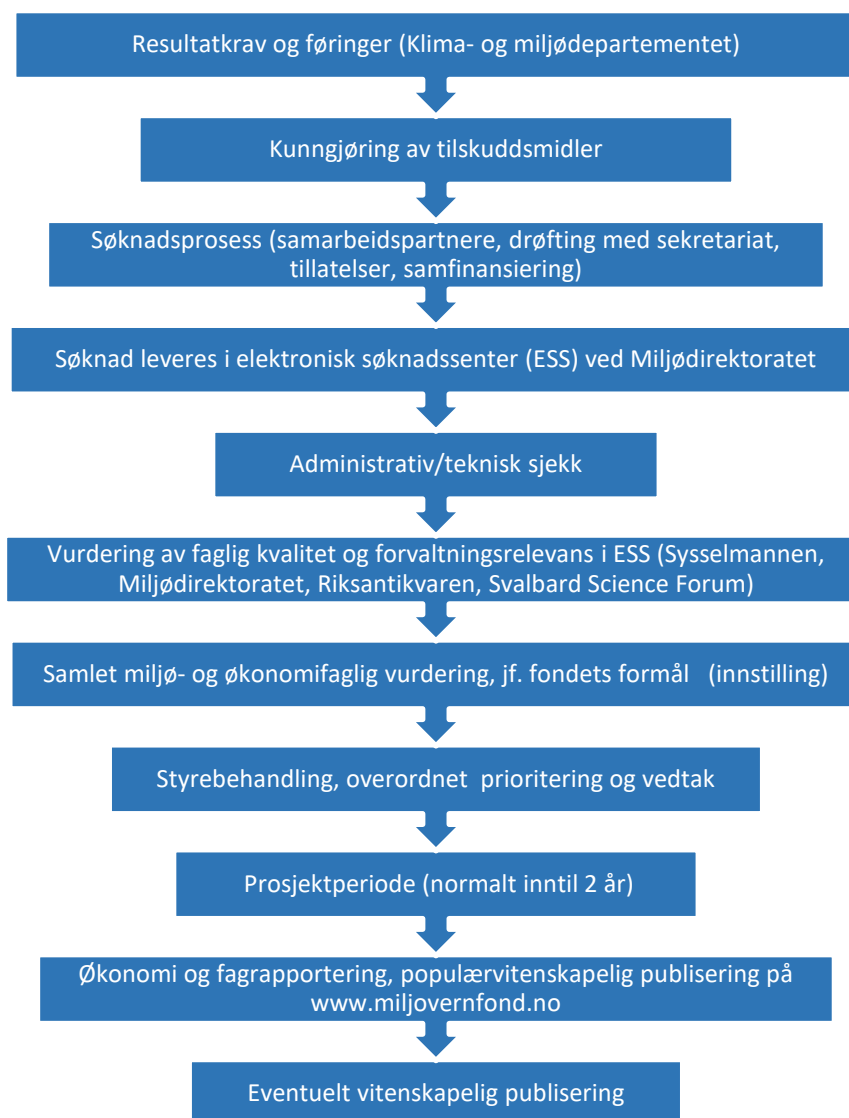 Resultatkrav og føringer (Klima- og miljødepartementet)
Kunngjøring av tilskuddsmidler
Søknadsprosess (samarbeidspartnere, drøfting med sekretariat,
tillatelser, samfinansiering)
Søknad leveres i elektronisk søknadssenter (ESS) ved Miljødirektoratet
Administrativ/teknisk sjekk
Vurdering av faglig kvalitet og forvaltningsrelevans i ESS (Sysselmannen,
Miljødirektoratet, Riksantikvaren, Svalbard Science Forum)
Samlet miljø- og økonomifaglig vurdering, jf. fondets formål (innstilling)
Styrebehandling, overordnet prioritering og vedtak
Prosjektperiode (normalt inntil 2 år)
Økonomi og fagrapportering, populærvitenskapelig publisering på
www.miljovernfond.no
Eventuelt vitenskapelig publisering